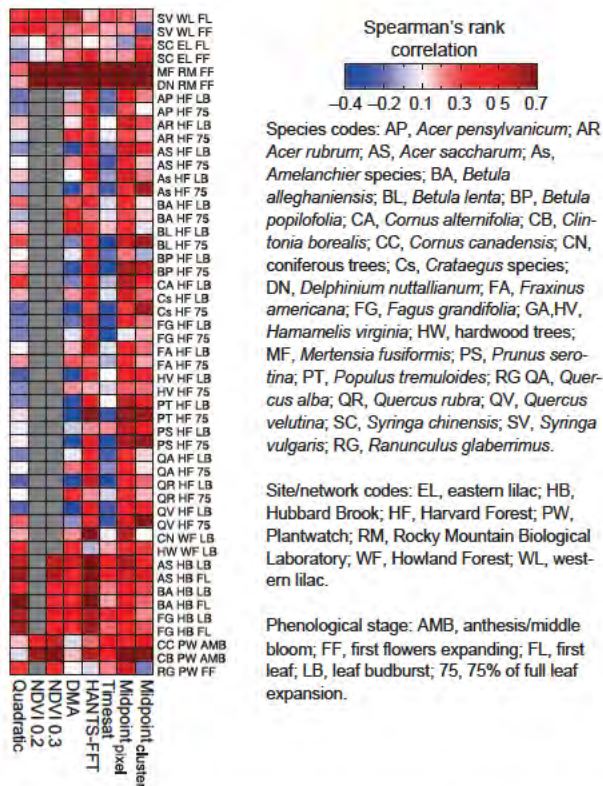 SV WL FL
SV WL FF
SC EL FL
SC EL FF
MF RM FF
DN RM FF
AP HF LB
AP HF 75
AR HF LB
AR HF 75
AS HF LB
AS HF 75
As HF LB
As HF 75
BA HF LB
BA HF 75
BL HF LB
BL HF 75
BP HF LB
BP HF 75
CA HF LB
Cs HF LB
Cs HF 75
FG HF LB
FG HF 75
FA HF LB
FA HF 75
HV HF LB
HV HF 75
PT HF LB
PT HF 75
PS HF LB
PS HF 75
QA HF LB
QA HF 75
QR HF LB
QR HF 75
QV HF LB
QV HF 75
CN WF LB
HW WF LB
AS HB LB
AS HB FL
BA HB LB
BA HB FL
FG HB LB
FG HB FL
CC PW AMB
CB PW AMB
RG PW FF
Quadratic
NDVI 0.2
NDVI 0.3
DMA
HANTS-FFT
Timesat
Midpoint pixel
Midpoint cluster
Spearman's rank
correlation
–0.4 –0.2 0.1 0.3 0.5 0.7
Species codes: AP, Acer pensylvanicum; AR
Acer rubrum; AS, Acer saccharum; As,
Amelanchier species; BA, Betula
alleghaniensis; BL, Betula lenta; BP, Betula
popilofolia; CA, Cornus alternifolia; CB, Clin-
tonia borealis; CC, Cornus canadensis; CN,
coniferous trees; Cs, Crataegus species;
DN, Delphinium nuttallianum; FA, Fraxinus
americana; FG, Fagus grandifolia; GA,HV,
Hamamelis virginia; HW, hardwood trees;
MF, Mertensia fusiformis; PS, Prunus sero-
tina; PT, Populus tremuloides; RG QA, Quer-
cus alba; QR, Quercus rubra; QV, Quercus
velutina; SC, Syringa chinensis; SV, Syringa
vulgaris; RG, Ranunculus glaberrimus.
Site/network codes: EL, eastern lilac; HB,
Hubbard Brook; HF, Harvard Forest; PW,
Plantwatch; RM, Rocky Mountain Biological
Laboratory; WF, Howland Forest; WL, west-
ern lilac.
Phenological stage: AMB, anthesis/middle
bloom; FF, first flowers expanding; FL, first
leaf; LB, leaf budburst; 75, 75% of full leaf
expansion.